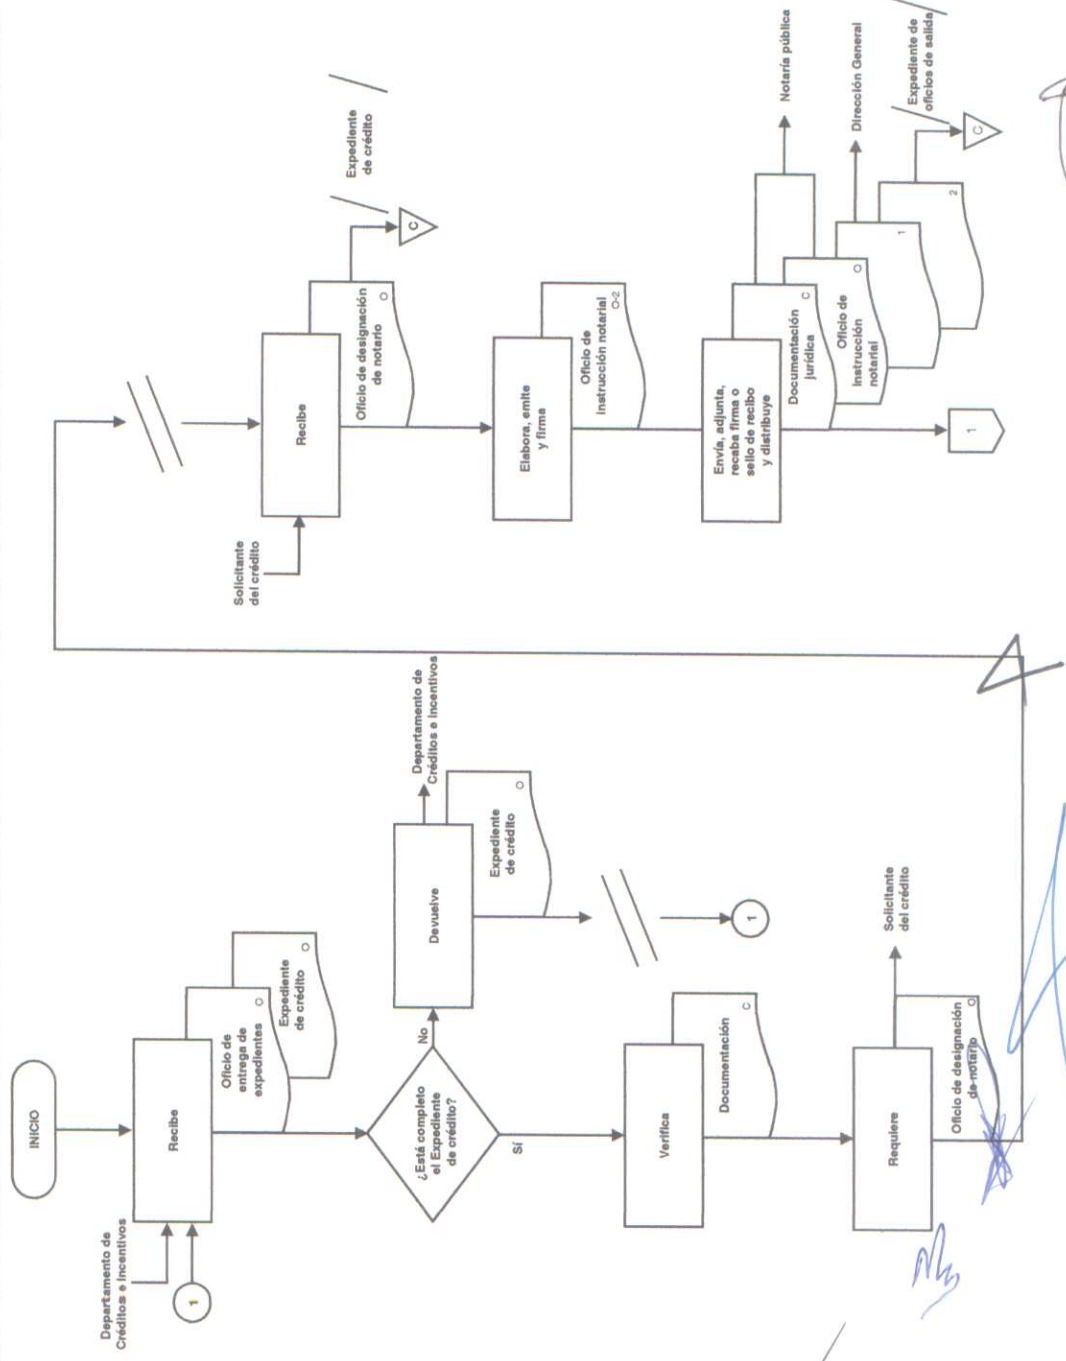 INICIO
Departamento de
Créditos e Incentivos
1
Recibe
Oficio de
entrega de
expedientes
O
Expediente
de crédito
O
¿Está completo
el Expediente
de crédito?
No
Sí
Devuelve
Departamento de
Créditos e Incentivos
Expediente
de crédito
O
1
Verifica
Documentación
C
Requiere
Solicitante
del crédito
Oficio de designación
de notario
O
Solicitante
del crédito
Recibe
Oficio de designación
de notario
O
Expediente
de crédito
C
Elabora, emite
y firma
Oficio de
instrucción notarial
O-2
Envía, adjunta,
recaba firma o
sello de recibo
y distribuye
Documentación
jurídica
C
Notaría pública
Oficio de
instrucción
notarial
O
Dirección General
1
2
Expediente de
oficios de salida
C
1